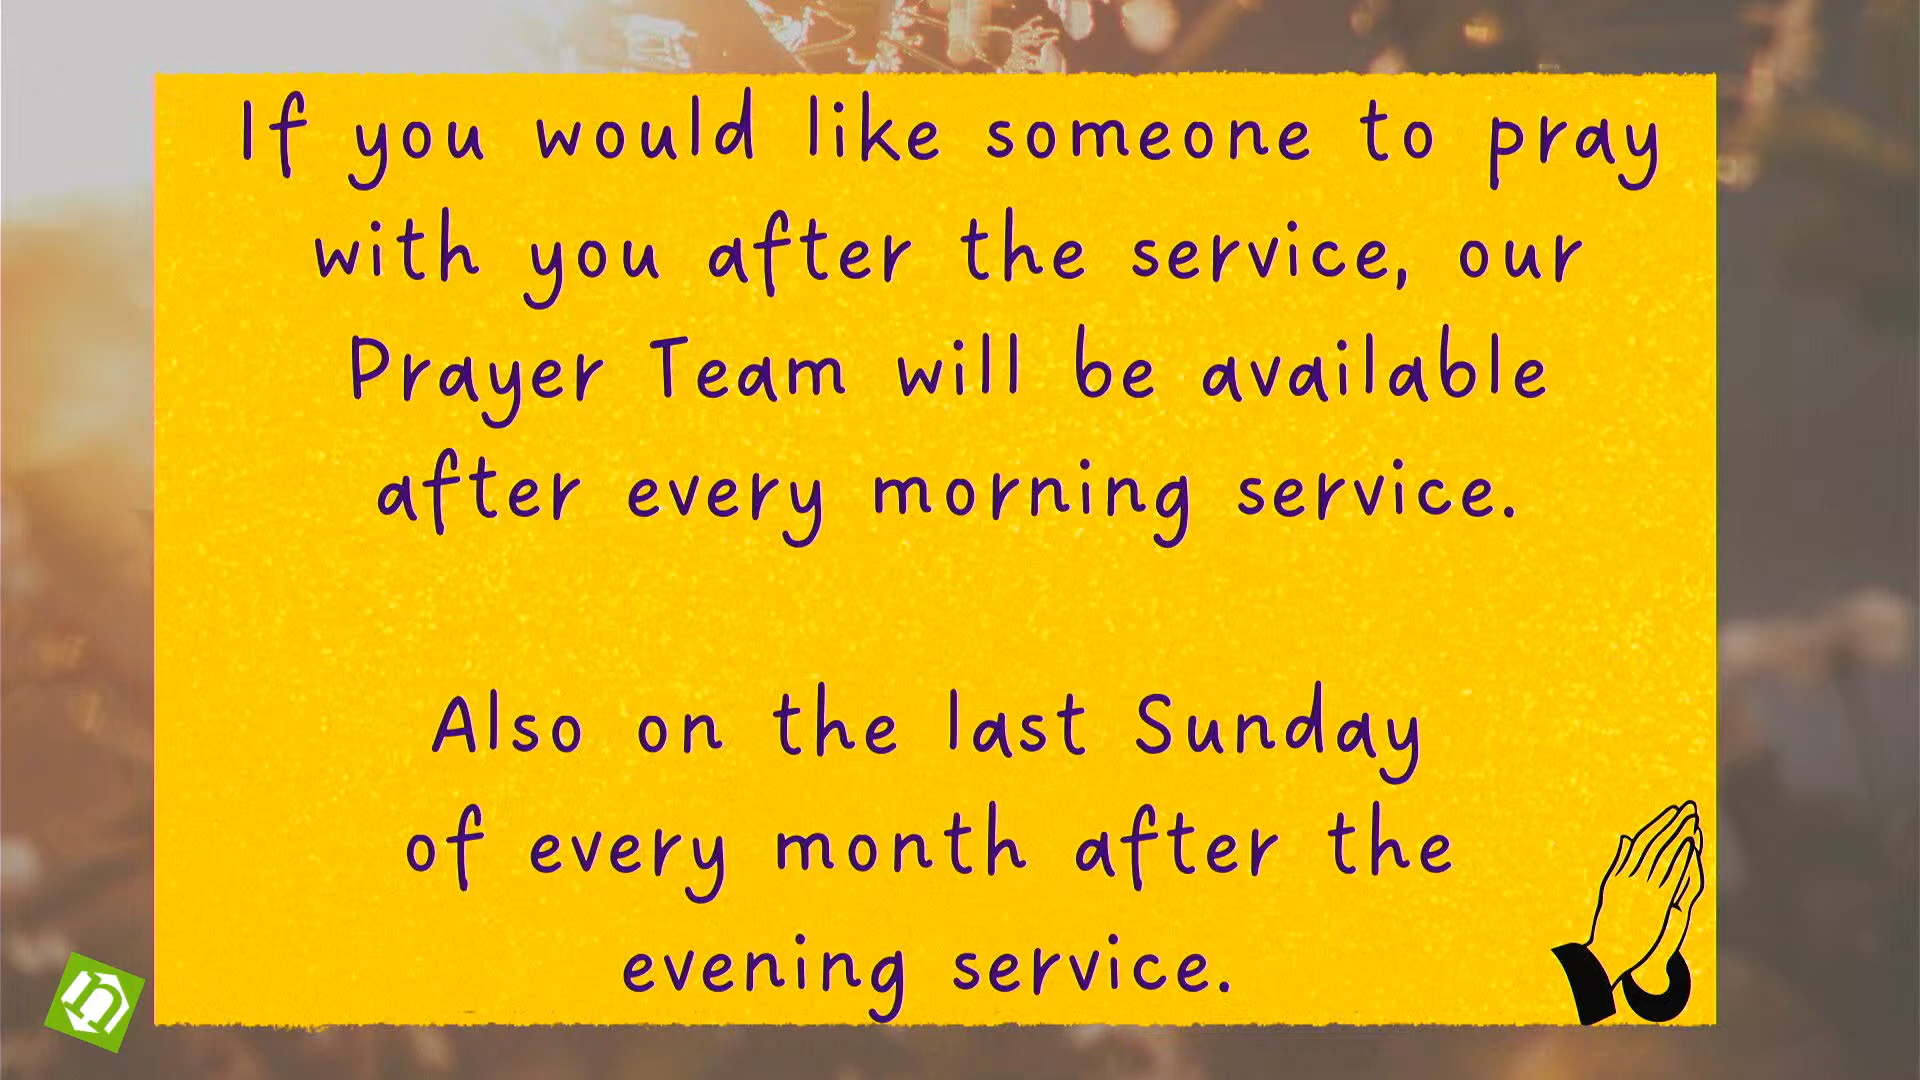 If you would like someone to pray
with you after the service, our
Prayer Team will be available
after every morning service.
Also on the last Sunday
of every month after the
evening service.
n